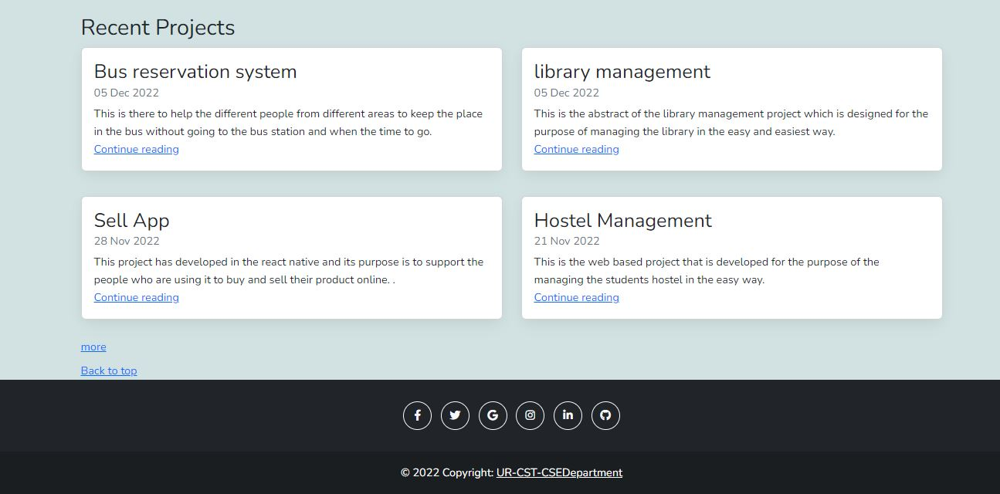 Recent Projects
Bus reservation system
05 Dec 2022
This is there to help the different people from different areas to keep the place
in the bus without going to the bus station and when the time to go.
Continue reading
library management
05 Dec 2022
This is the abstract of the library management project which is designed for the
purpose of managing the library in the easy and easiest way.
Continue reading
Sell App
28 Nov 2022
This project has developed in the react native and its purpose is to support the
people who are using it to buy and sell their product online. .
Continue reading
Hostel Management
21 Nov 2022
This is the web based project that is developed for the purpose of the
managing the students hostel in the easy way.
Continue reading
more
Back to top
© 2022 Copyright: UR-CST-CSEDepartment